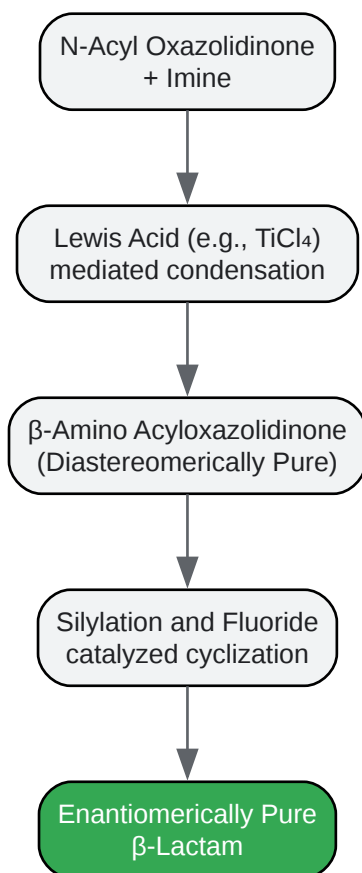 N-Acyl Oxazolidinone
+ Imine
Lewis Acid (e.g., TiCl₄)
mediated condensation
β-Amino Acyloxazolidinone
(Diastereomerically Pure)
Silylation and Fluoride
catalyzed cyclization
Enantiomerically Pure
β-Lactam